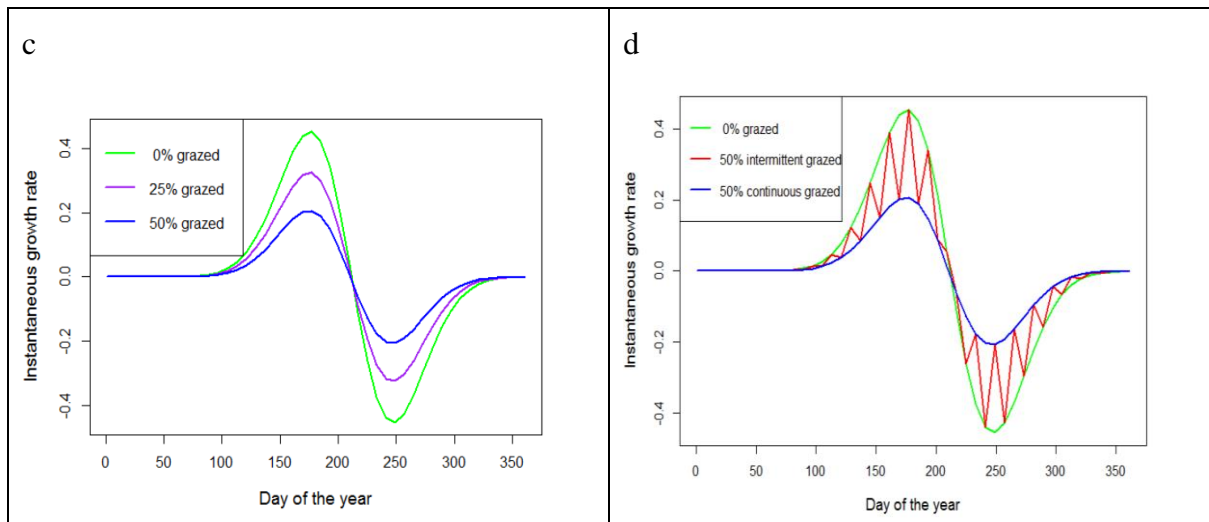 c
0% grazed
25% grazed
50% grazed
Instantaneous growth rate
0.4
0.2
0.0
-0.2
-0.4
0 50 100 150 200 250 300 350
Day of the year
d
0% grazed
50% intermittent grazed
50% continuous grazed
Instantaneous growth rate
0.4
0.2
0.0
-0.2
-0.4
0 50 100 150 200 250 300 350
Day of the year